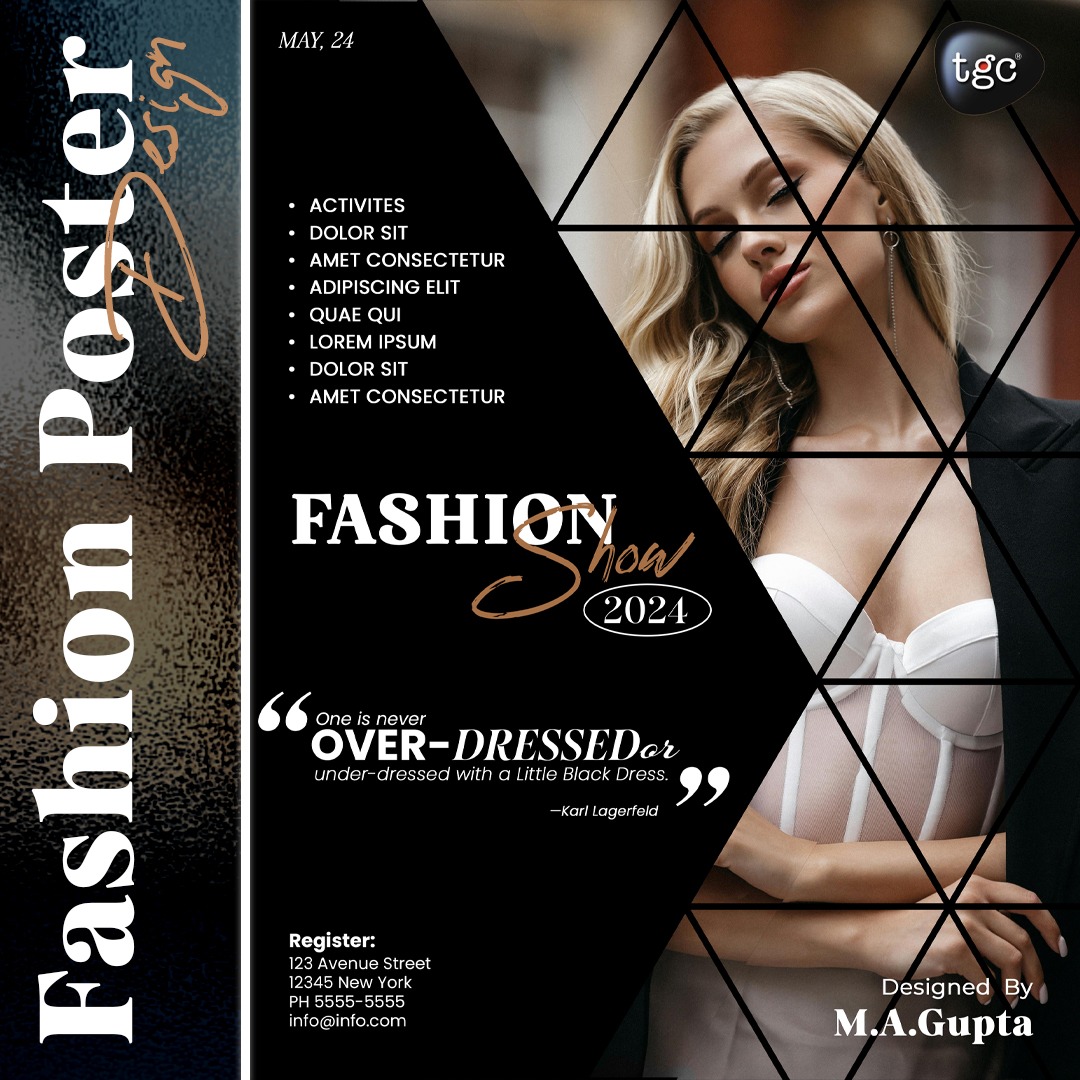 Fashion Poster
Design
MAY, 24
tgc®
• ACTIVITES
• DOLOR SIT
• AMET CONSECTETUR
• ADIPISCING ELIT
• QUAE QUI
• LOREM IPSUM
• DOLOR SIT
• AMET CONSECTETUR
FASHION
Show
2024
“One is never
OVER-DRESSED or
under-dressed with a Little Black Dress.”
—Karl Lagerfeld
Register:
123 Avenue Street
12345 New York
PH 5555-5555
info@info.com
Designed By
M.A.Gupta